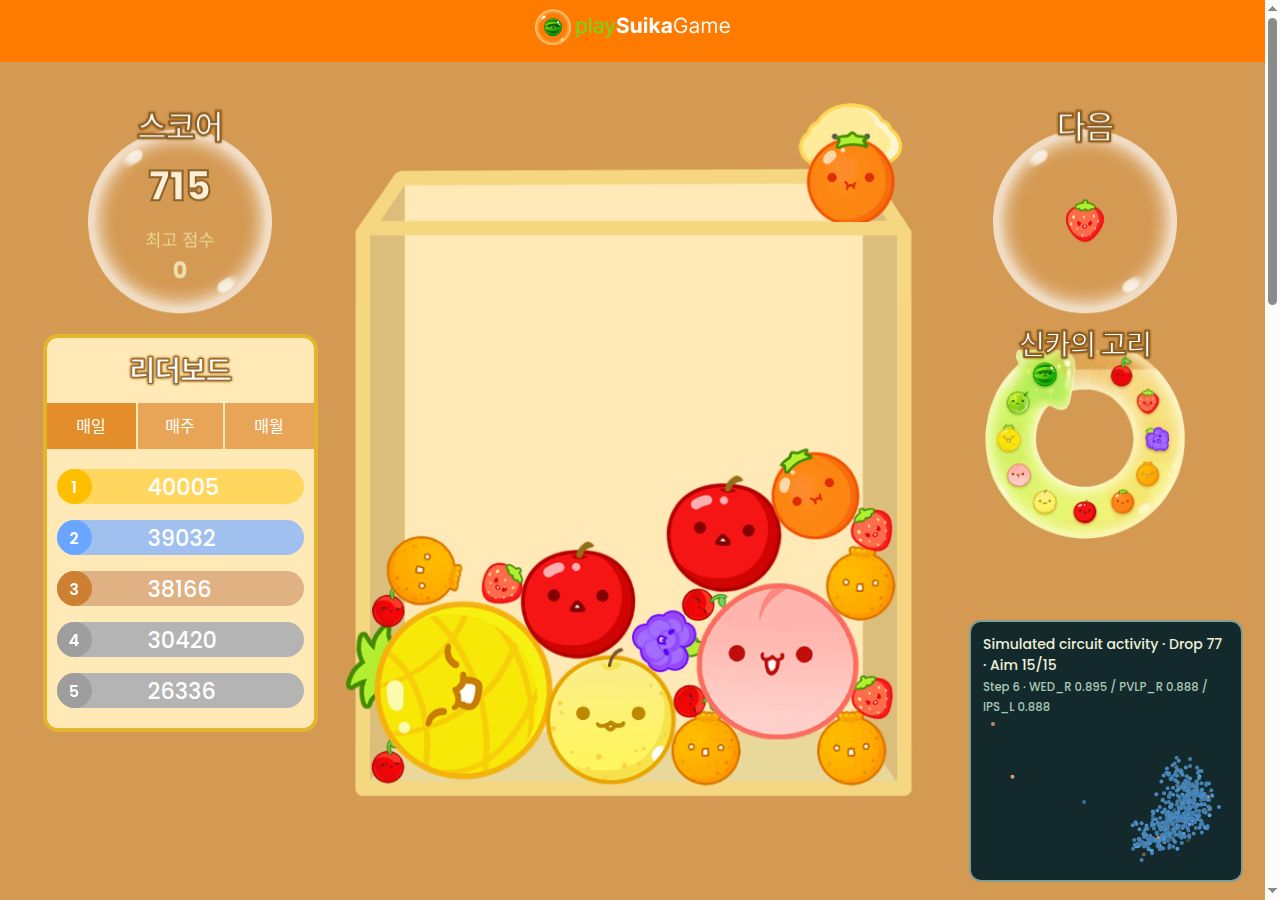 playSuikaGame
스코어
715
최고 점수
0
다음
리더보드
매일 매주 매월
1 40005
2 39032
3 38166
4 30420
5 26336
신카의 고리
Simulated circuit activity · Drop 77
· Aim 15/15
Step 6 · WED_R 0.895 / PVLP_R 0.888 /
IPS_L 0.888